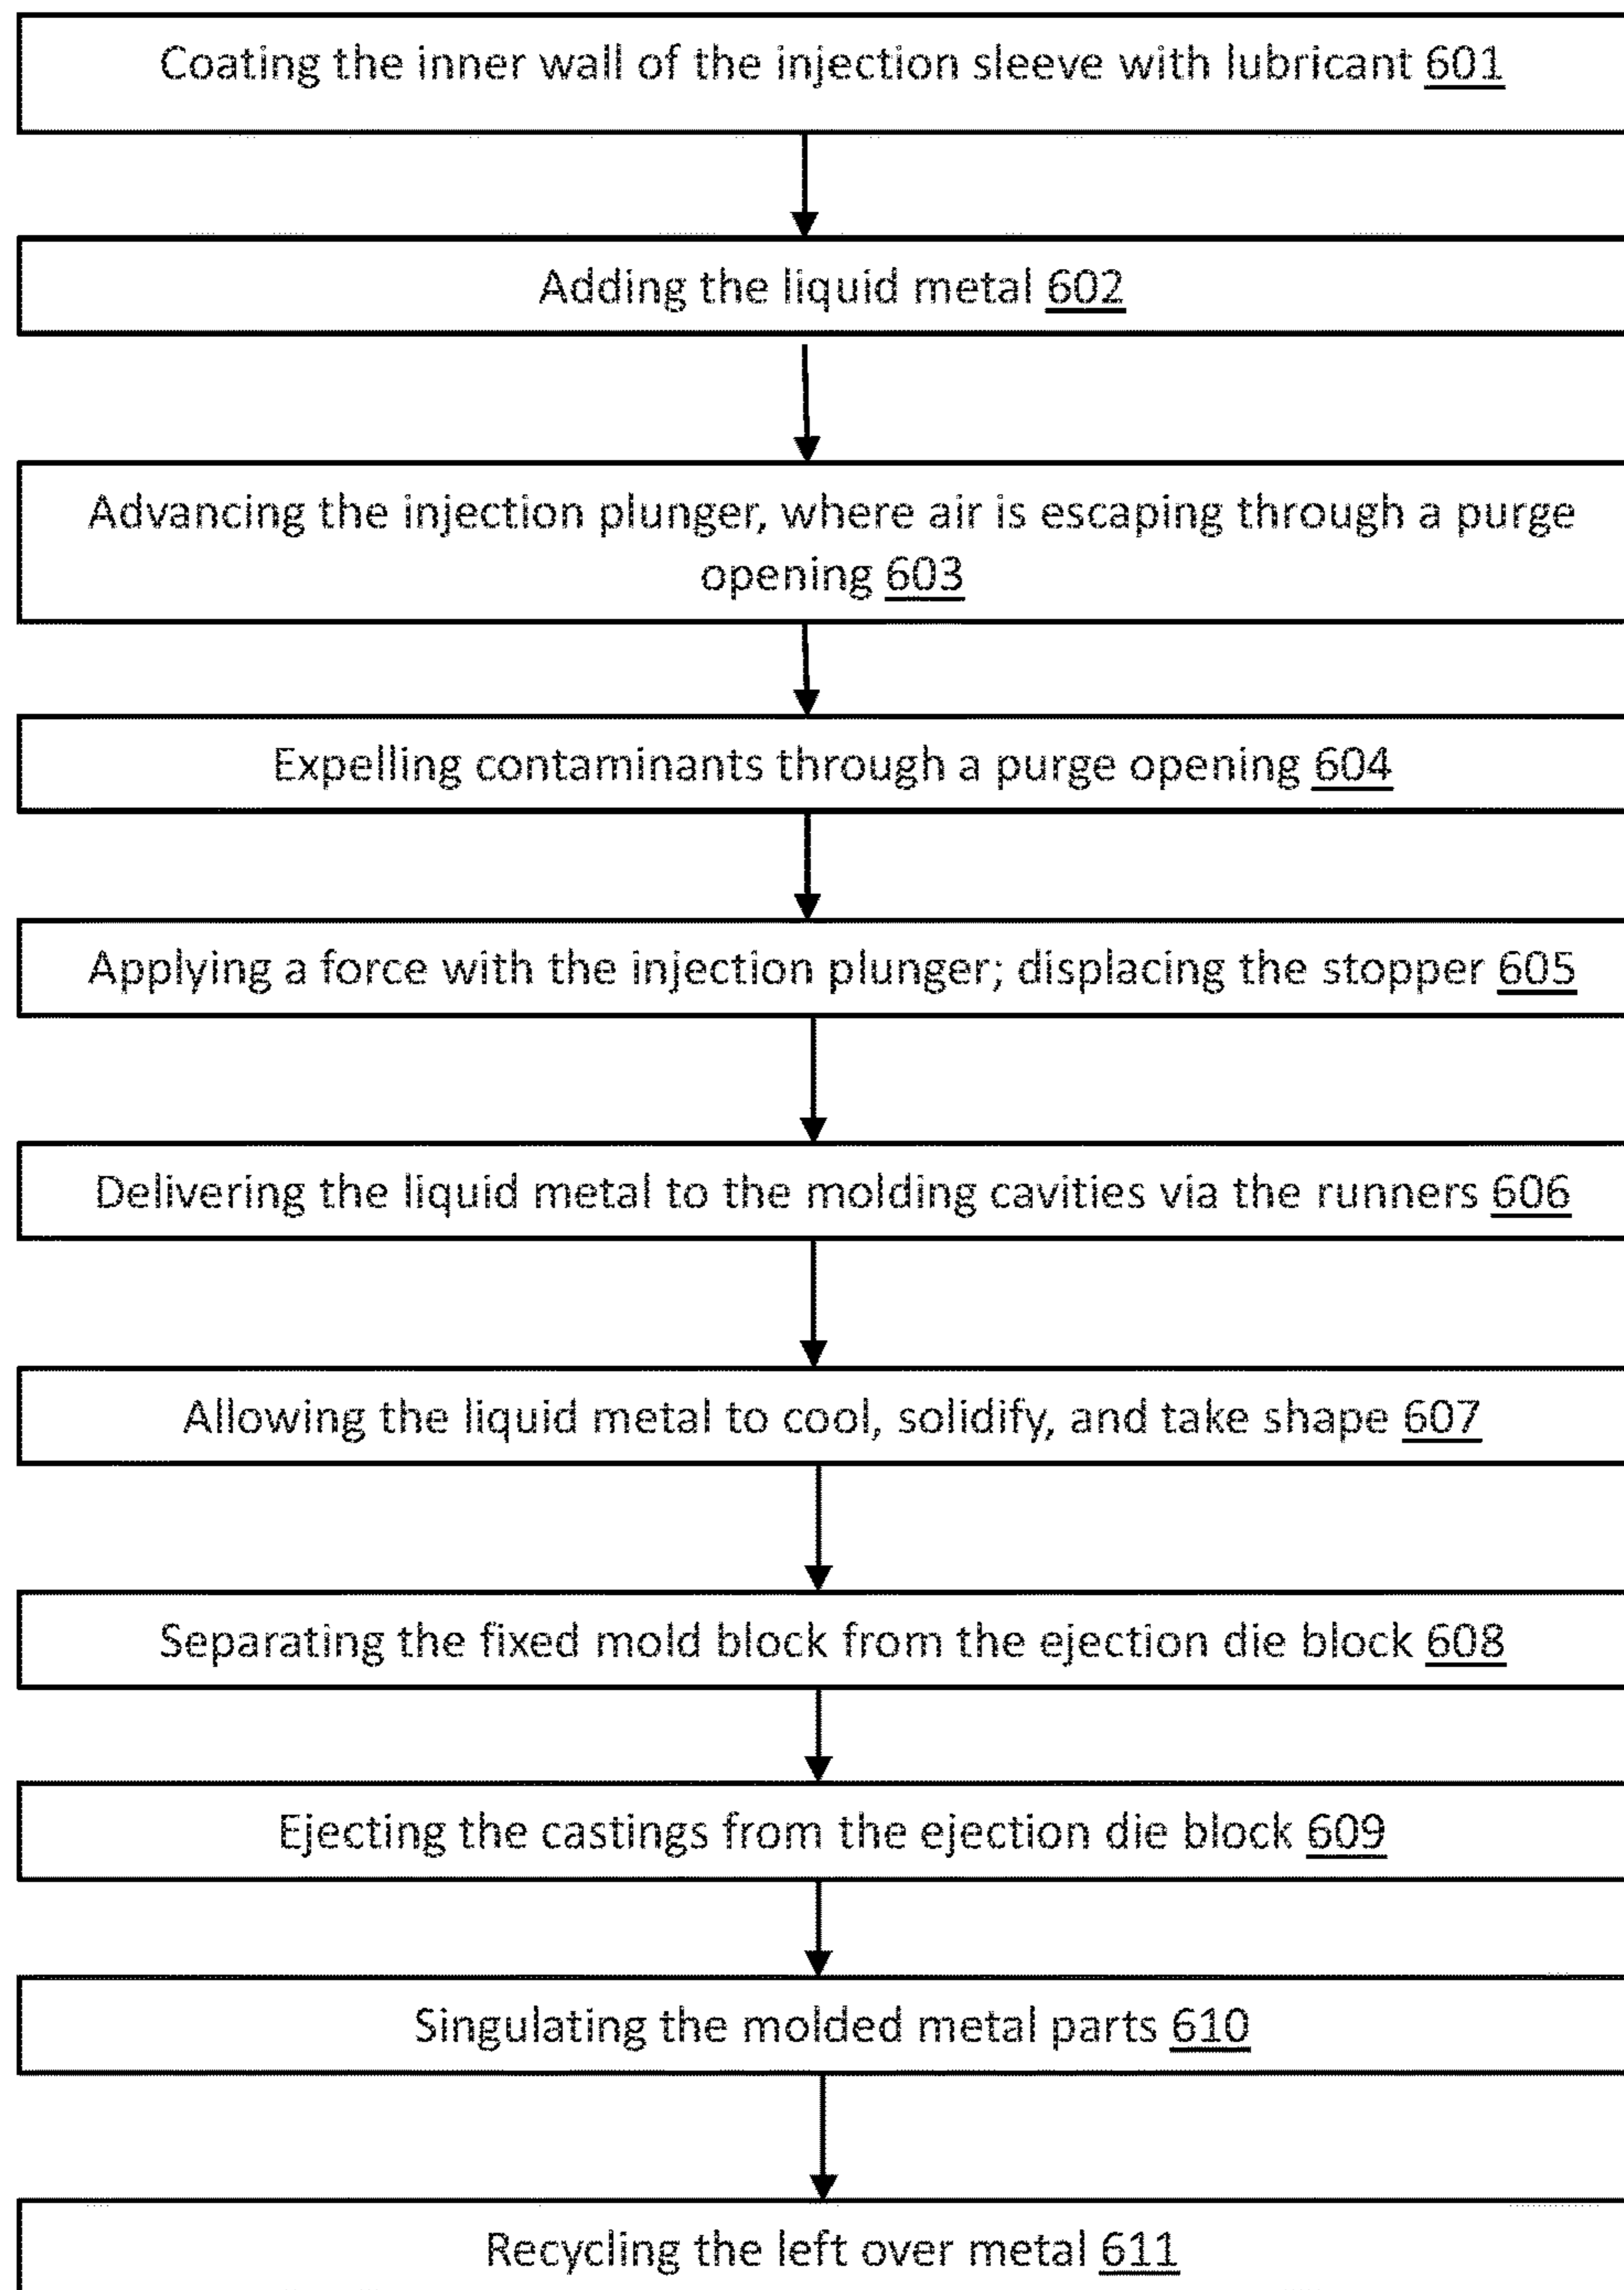 Coating the inner wall of the injection sleeve with lubricant 601
Adding the liquid metal 602
Advancing the injection plunger, where air is escaping through a purge
opening 603
Expelling contaminants through a purge opening 604
Applying a force with the injection plunger; displacing the stopper 605
Delivering the liquid metal to the molding cavities via the runners 606
Allowing the liquid metal to cool, solidify, and take shape 607
Separating the fixed mold block from the ejection die block 608
Ejecting the castings from the ejection die block 609
Singulating the molded metal parts 610
Recycling the left over metal 611